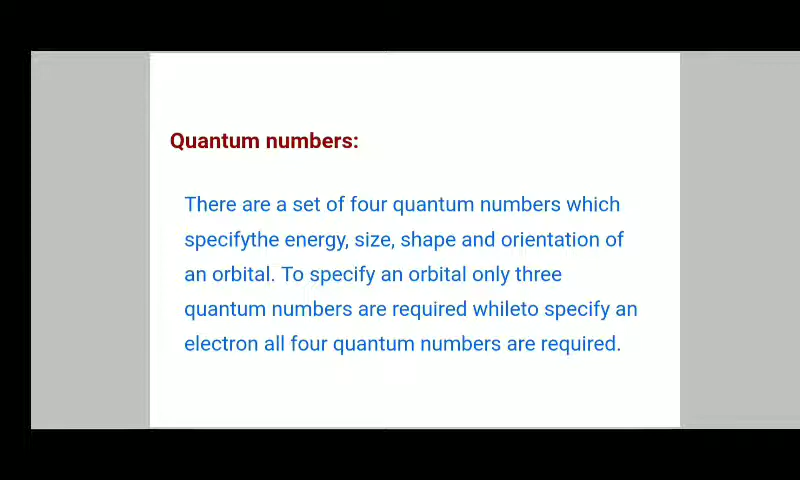 Quantum numbers:
There are a set of four quantum numbers which
specifythe energy, size, shape and orientation of
an orbital. To specify an orbital only three
quantum numbers are required whileto specify an
electron all four quantum numbers are required.